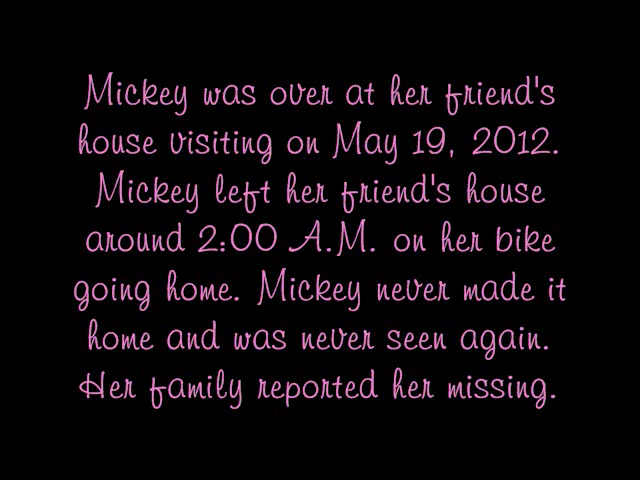 Mickey was over at her friend's
house visiting on May 19, 2012.
Mickey left her friend's house
around 2:00 A.M. on her bike
going home. Mickey never made it
home and was never seen again.
Her family reported her missing.